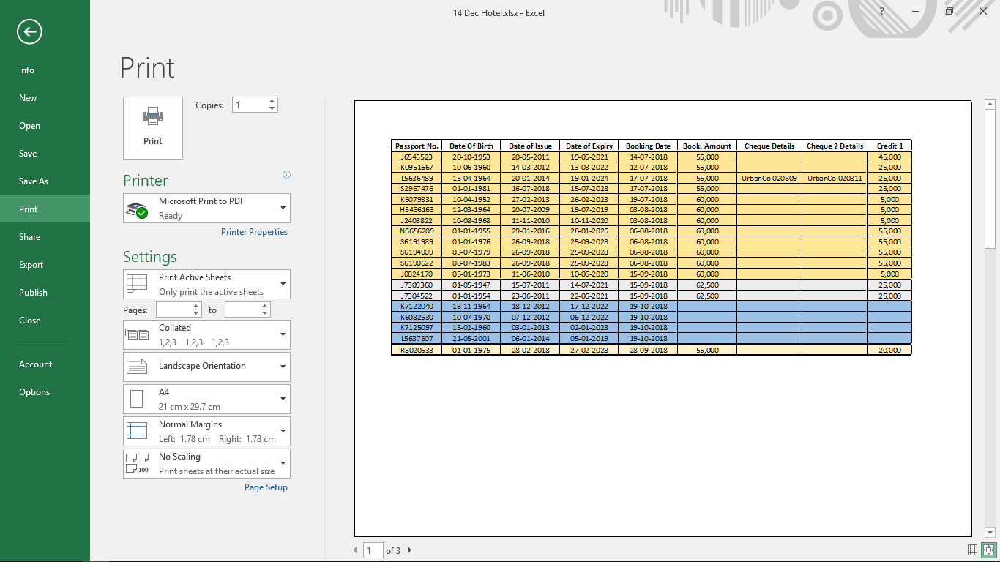 14 Dec Hotel.xlsx - Excel
?
Info
New
Open
Save
Save As
Print
Share
Export
Publish
Close
Account
Options
Print
Print
Copies: 1
Printer
Microsoft Print to PDF
Ready
Printer Properties
Settings
Print Active Sheets
Only print the active sheets
Pages: to
Collated
1,2,3 1,2,3 1,2,3
Landscape Orientation
A4
21 cm x 29.7 cm
Normal Margins
Left: 1.78 cm Right: 1.78 cm
No Scaling
100
Print sheets at their actual size
Page Setup
Passport No. Date Of Birth Date of Issue Date of Expiry Booking Date Book. Amount Cheque Details Cheque 2 Details Credit 1
J6545523 20-10-1953 20-05-2011 19-05-2021 14-07-2018 55,000 45,000
K0951667 10-06-1960 14-03-2012 13-03-2022 12-07-2018 55,000 25,000
L5636489 13-04-1964 20-01-2014 19-01-2024 17-07-2018 55,000 UrbanCo 020809 UrbanCo 020811 25,000
S2967476 01-01-1981 16-07-2018 15-07-2028 17-07-2018 55,000 25,000
K6079331 10-04-1952 27-02-2013 26-02-2023 19-07-2018 60,000 5,000
H5436163 12-03-1964 20-07-2009 19-07-2019 03-08-2018 60,000 5,000
J2403822 10-08-1968 11-11-2010 10-11-2020 03-08-2018 60,000 5,000
N6656209 01-01-1955 29-01-2016 28-01-2026 06-08-2018 60,000 55,000
S6191989 01-01-1976 26-09-2018 25-09-2028 06-08-2018 60,000 55,000
S6194009 03-07-1979 26-09-2018 25-09-2028 06-08-2018 60,000 55,000
S6190622 08-07-1983 26-09-2018 25-09-2028 06-08-2018 60,000 55,000
J0824170 05-01-1973 11-06-2010 10-06-2020 15-09-2018 60,000 5,000
J7309360 01-05-1947 15-07-2011 14-07-2021 15-09-2018 62,500 25,000
J7304522 01-01-1954 23-06-2011 22-06-2021 15-09-2018 62,500 25,000
K7122040 18-11-1964 18-12-2012 17-12-2022 19-10-2018
K6082530 10-07-1970 07-12-2012 06-12-2022 19-10-2018
K7125097 15-02-1960 03-01-2013 02-01-2023 19-10-2018
L5637507 21-05-2001 06-01-2014 05-01-2019 19-10-2018
R8020533 01-01-1975 28-02-2018 27-02-2028 28-09-2018 55,000 20,000
1 of 3